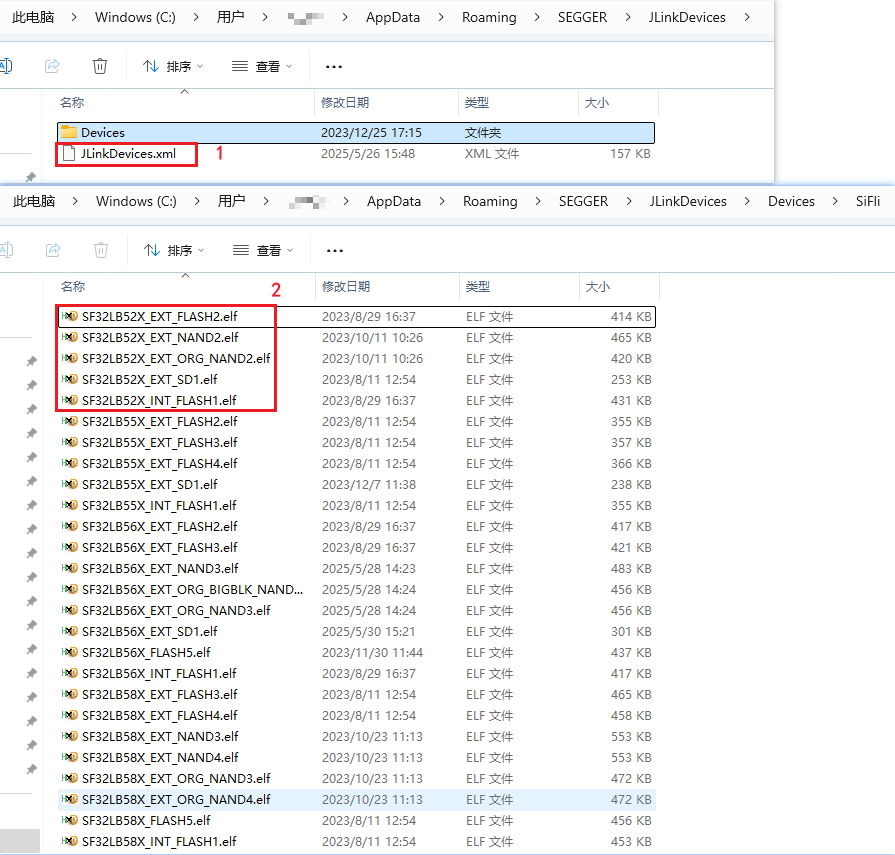 此电脑 > Windows (C:) > 用户 > > AppData > Roaming > SEGGER > JLinkDevices >
排序 查看 ...
名称 修改日期 类型 大小
Devices 2023/12/25 17:15 文件夹
JLinkDevices.xml 1 2025/5/26 15:48 XML 文件 157 KB
此电脑 > Windows (C:) > 用户 > > AppData > Roaming > SEGGER > JLinkDevices > Devices > SiFli
排序 查看 ...
名称 修改日期 类型 大小
2
SF32LB52X_EXT_FLASH2.elf 2023/8/29 16:37 ELF 文件 414 KB
SF32LB52X_EXT_NAND2.elf 2023/10/11 10:26 ELF 文件 465 KB
SF32LB52X_EXT_ORG_NAND2.elf 2023/10/11 10:26 ELF 文件 420 KB
SF32LB52X_EXT_SD1.elf 2023/8/11 12:54 ELF 文件 253 KB
SF32LB52X_INT_FLASH1.elf 2023/8/29 16:37 ELF 文件 431 KB
SF32LB55X_EXT_FLASH2.elf 2023/8/11 12:54 ELF 文件 355 KB
SF32LB55X_EXT_FLASH3.elf 2023/8/11 12:54 ELF 文件 357 KB
SF32LB55X_EXT_FLASH4.elf 2023/8/11 12:54 ELF 文件 366 KB
SF32LB55X_EXT_SD1.elf 2023/12/7 11:38 ELF 文件 238 KB
SF32LB55X_INT_FLASH1.elf 2023/8/11 12:54 ELF 文件 355 KB
SF32LB56X_EXT_FLASH2.elf 2023/8/29 16:37 ELF 文件 417 KB
SF32LB56X_EXT_FLASH3.elf 2023/8/29 16:37 ELF 文件 421 KB
SF32LB56X_EXT_NAND3.elf 2025/5/28 14:23 ELF 文件 483 KB
SF32LB56X_EXT_ORG_BIGBLK_NAND... 2025/5/28 14:24 ELF 文件 456 KB
SF32LB56X_EXT_ORG_NAND3.elf 2025/5/28 14:24 ELF 文件 456 KB
SF32LB56X_EXT_SD1.elf 2025/5/30 15:21 ELF 文件 301 KB
SF32LB56X_FLASH5.elf 2023/11/30 11:44 ELF 文件 437 KB
SF32LB56X_INT_FLASH1.elf 2023/8/29 16:37 ELF 文件 417 KB
SF32LB58X_EXT_FLASH3.elf 2023/8/11 12:54 ELF 文件 465 KB
SF32LB58X_EXT_FLASH4.elf 2023/8/11 12:54 ELF 文件 458 KB
SF32LB58X_EXT_NAND3.elf 2023/10/23 11:13 ELF 文件 553 KB
SF32LB58X_EXT_NAND4.elf 2023/10/23 11:13 ELF 文件 553 KB
SF32LB58X_EXT_ORG_NAND3.elf 2023/10/23 11:13 ELF 文件 472 KB
SF32LB58X_EXT_ORG_NAND4.elf 2023/10/23 11:13 ELF 文件 472 KB
SF32LB58X_FLASH5.elf 2023/8/11 12:54 ELF 文件 456 KB
SF32LB58X_INT_FLASH1.elf 2023/8/11 12:54 ELF 文件 453 KB